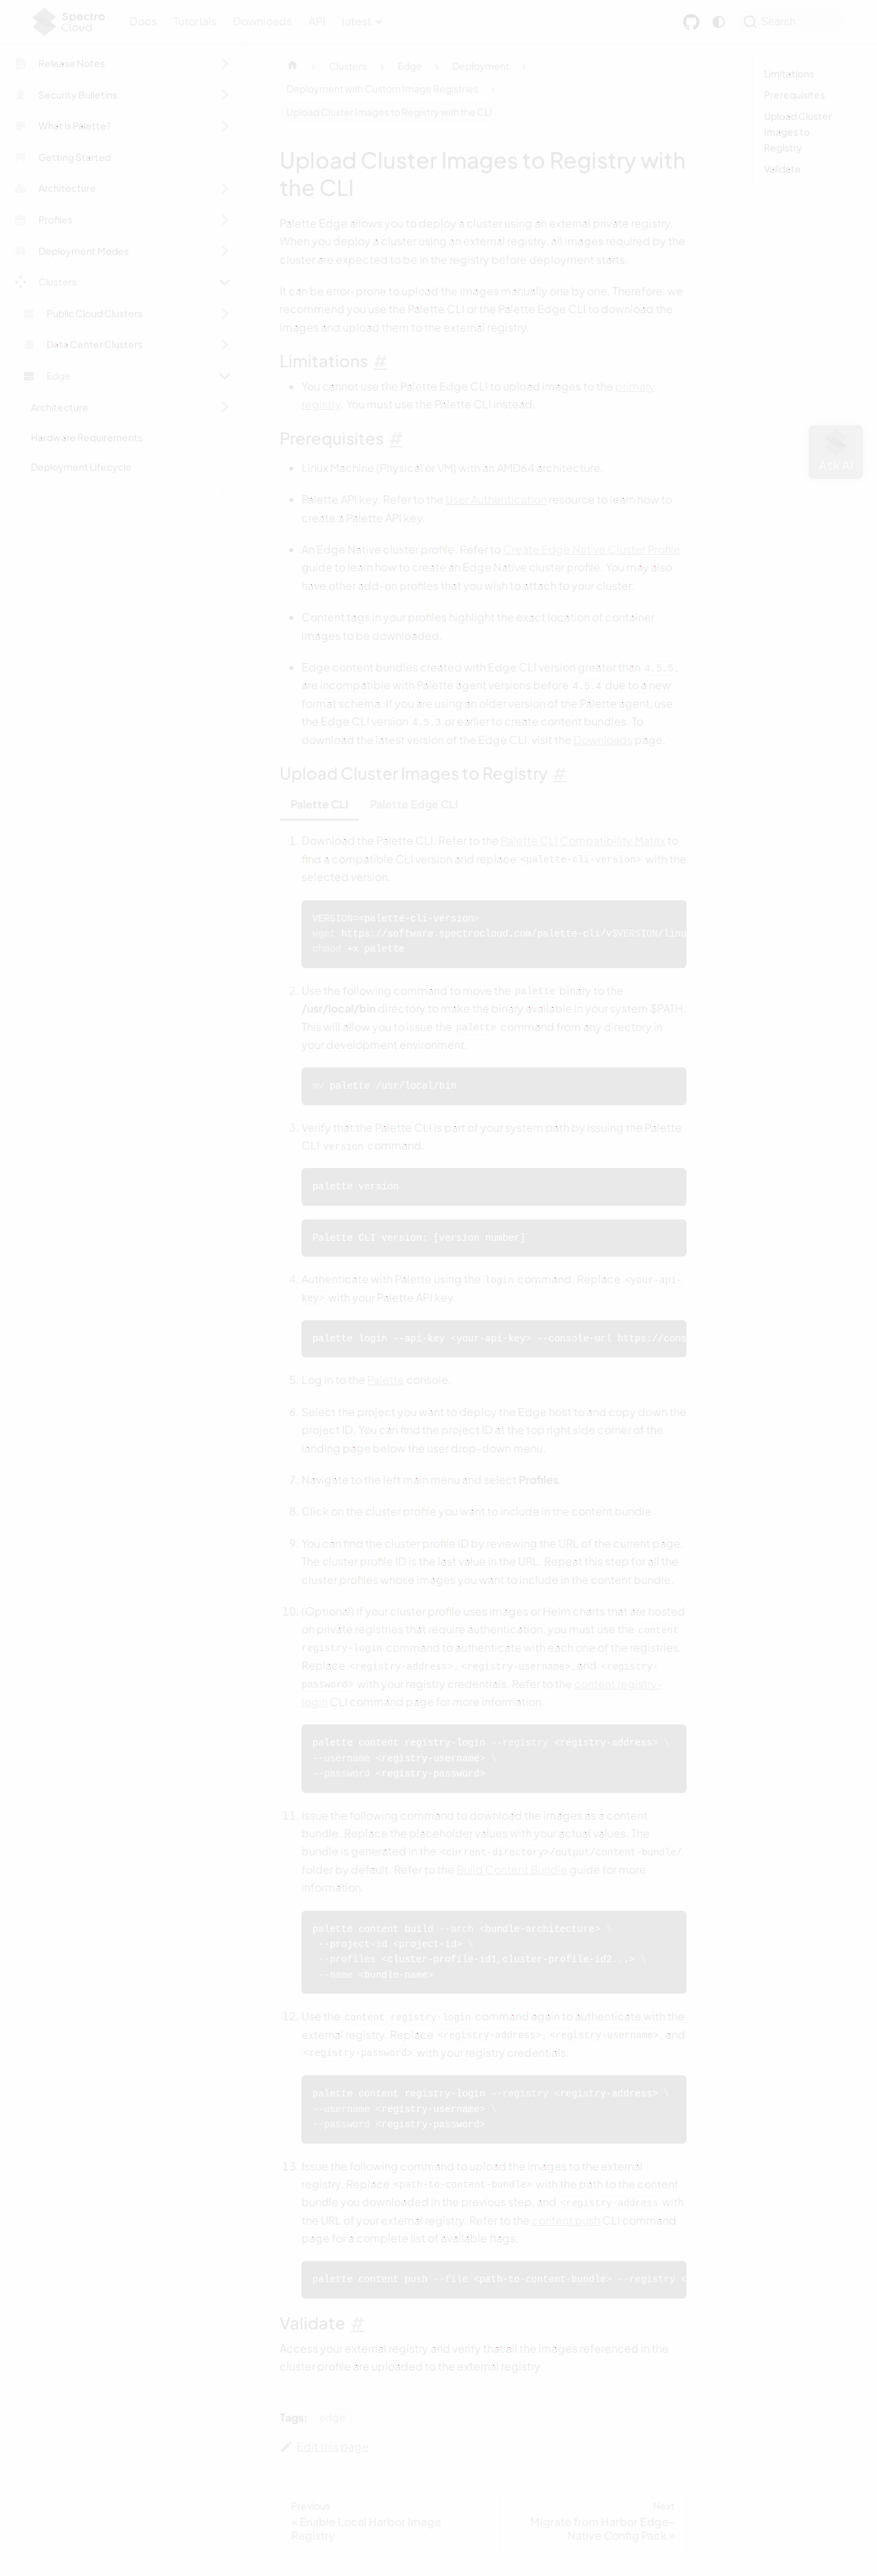 Spectro Cloud
Docs Tutorials Downloads API latest
Search
Release Notes
Security Bulletins
What is Palette?
Getting Started
Architecture
Profiles
Deployment Modes
Clusters
Public Cloud Clusters
Data Center Clusters
Edge
Architecture
Hardware Requirements
Deployment Lifecycle
Clusters Edge Deployment
Deployment with Custom Image Registries
Upload Cluster Images to Registry with the CLI
Upload Cluster Images to Registry with
the CLI
Palette Edge allows you to deploy a cluster using an external private registry.
When you deploy a cluster using an external registry, all images required by the
cluster are expected to be in the registry before deployment starts.
It can be error-prone to upload the images manually one by one. Therefore, we
recommend you use the Palette CLI or the Palette Edge CLI to download the
images and upload them to the external registry.
Limitations #
You cannot use the Palette Edge CLI to upload images to the primary
registry. You must use the Palette CLI instead.
Prerequisites #
Linux Machine (Physical or VM) with an AMD64 architecture.
Palette API key. Refer to the User Authentication resource to learn how to
create a Palette API key.
An Edge Native cluster profile. Refer to Create Edge Native Cluster Profile
guide to learn how to create an Edge Native cluster profile. You may also
have other add-on profiles that you wish to attach to your cluster.
Content tags in your profiles highlight the exact location of container
images to be downloaded.
Edge content bundles created with Edge CLI version greater than 4.5.5,
are incompatible with Palette agent versions before 4.5.4 due to a new
format schema. If you are using an older version of the Palette agent, use
the Edge CLI version 4.5.3 or earlier to create content bundles. To
download the latest version of the Edge CLI, visit the Downloads page.
Upload Cluster Images to Registry #
Palette CLI Palette Edge CLI
1. Download the Palette CLI. Refer to the Palette CLI Compatibility Matrix to
find a compatible CLI version and replace <palette-cli-version> with the
selected version.
VERSION=<palette-cli-version>
wget https://software.spectrocloud.com/palette-cli/v$VERSION/linu
chmod +x palette
2. Use the following command to move the palette binary to the
/usr/local/bin directory to make the binary available in your system $PATH.
This will allow you to issue the palette command from any directory in
your development environment.
mv palette /usr/local/bin
3. Verify that the Palette CLI is part of your system path by issuing the Palette
CLI version command.
palette version
Palette CLI version: [version number]
4. Authenticate with Palette using the login command. Replace <your-api-
key> with your Palette API key.
palette login --api-key <your-api-key> --console-url https://cons
5. Log in to the Palette console.
6. Select the project you want to deploy the Edge host to and copy down the
project ID. You can find the project ID at the top right side corner of the
landing page below the user drop-down menu.
7. Navigate to the left main menu and select Profiles.
8. Click on the cluster profile you want to include in the content bundle.
9. You can find the cluster profile ID by reviewing the URL of the current page.
The cluster profile ID is the last value in the URL. Repeat this step for all the
cluster profiles whose images you want to include in the content bundle.
10. (Optional) If your cluster profile uses images or Helm charts that are hosted
on private registries that require authentication, you must use the content
registry-login command to authenticate with each one of the registries.
Replace <registry-address>, <registry-username>, and <registry-
password> with your registry credentials. Refer to the content registry-
login CLI command page for more information.
palette content registry-login --registry <registry-address> \
--username <registry-username> \
--password <registry-password>
11. Issue the following command to download the images as a content
bundle. Replace the placeholder values with your actual values. The
bundle is generated in the <current-directory>/output/content-bundle/
folder by default. Refer to the Build Content Bundle guide for more
information.
palette content build --arch <bundle-architecture> \
--project-id <project-id> \
--profiles <cluster-profile-id1,cluster-profile-id2...> \
--name <bundle-name>
12. Use the content registry-login command again to authenticate with the
external registry. Replace <registry-address>, <registry-username>, and
<registry-password> with your registry credentials.
palette content registry-login --registry <registry-address> \
--username <registry-username> \
--password <registry-password>
13. Issue the following command to upload the images to the external
registry. Replace <path-to-content-bundle> with the path to the content
bundle you downloaded in the previous step, and <registry-address with
the URL of your external registry. Refer to the content push CLI command
page for a complete list of available flags.
palette content push --file <path-to-content-bundle> --registry <
Validate #
Access your external registry and verify that all the images referenced in the
cluster profile are uploaded to the external registry.
Tags: edge
Edit this page
Previous
« Enable Local Harbor Image
Registry
Next
Migrate from Harbor Edge-
Native Config Pack »
Limitations
Prerequisites
Upload Cluster
Images to
Registry
Validate
Ask AI